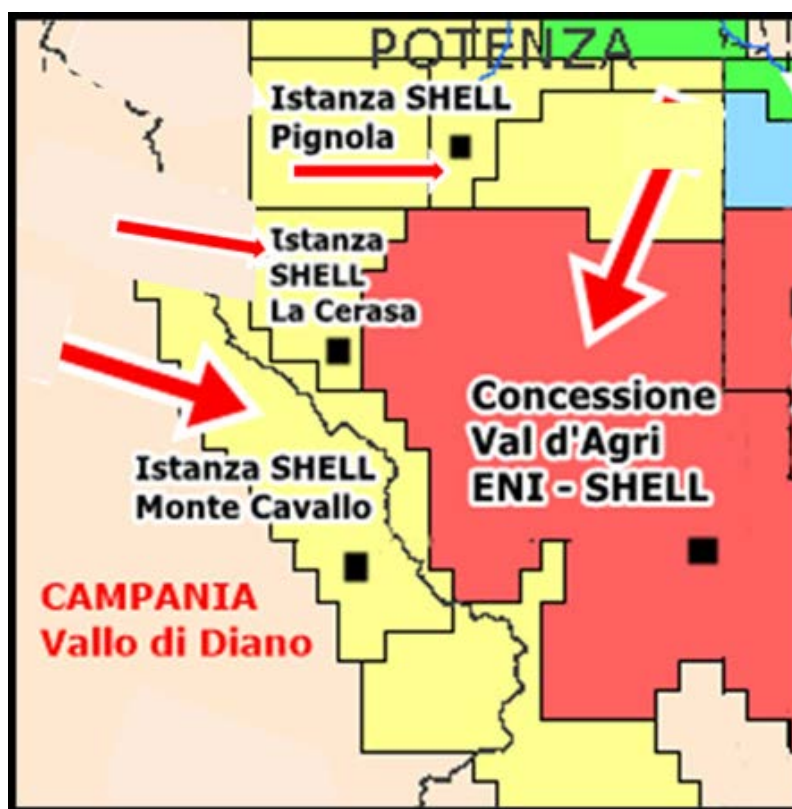 POTENZA
Istanza SHELL
Pignola
Istanza
SHELL
La Cerasa
Concessione
Val d'Agri
ENI - SHELL
Istanza SHELL
Monte Cavallo
CAMPANIA
Vallo di Diano